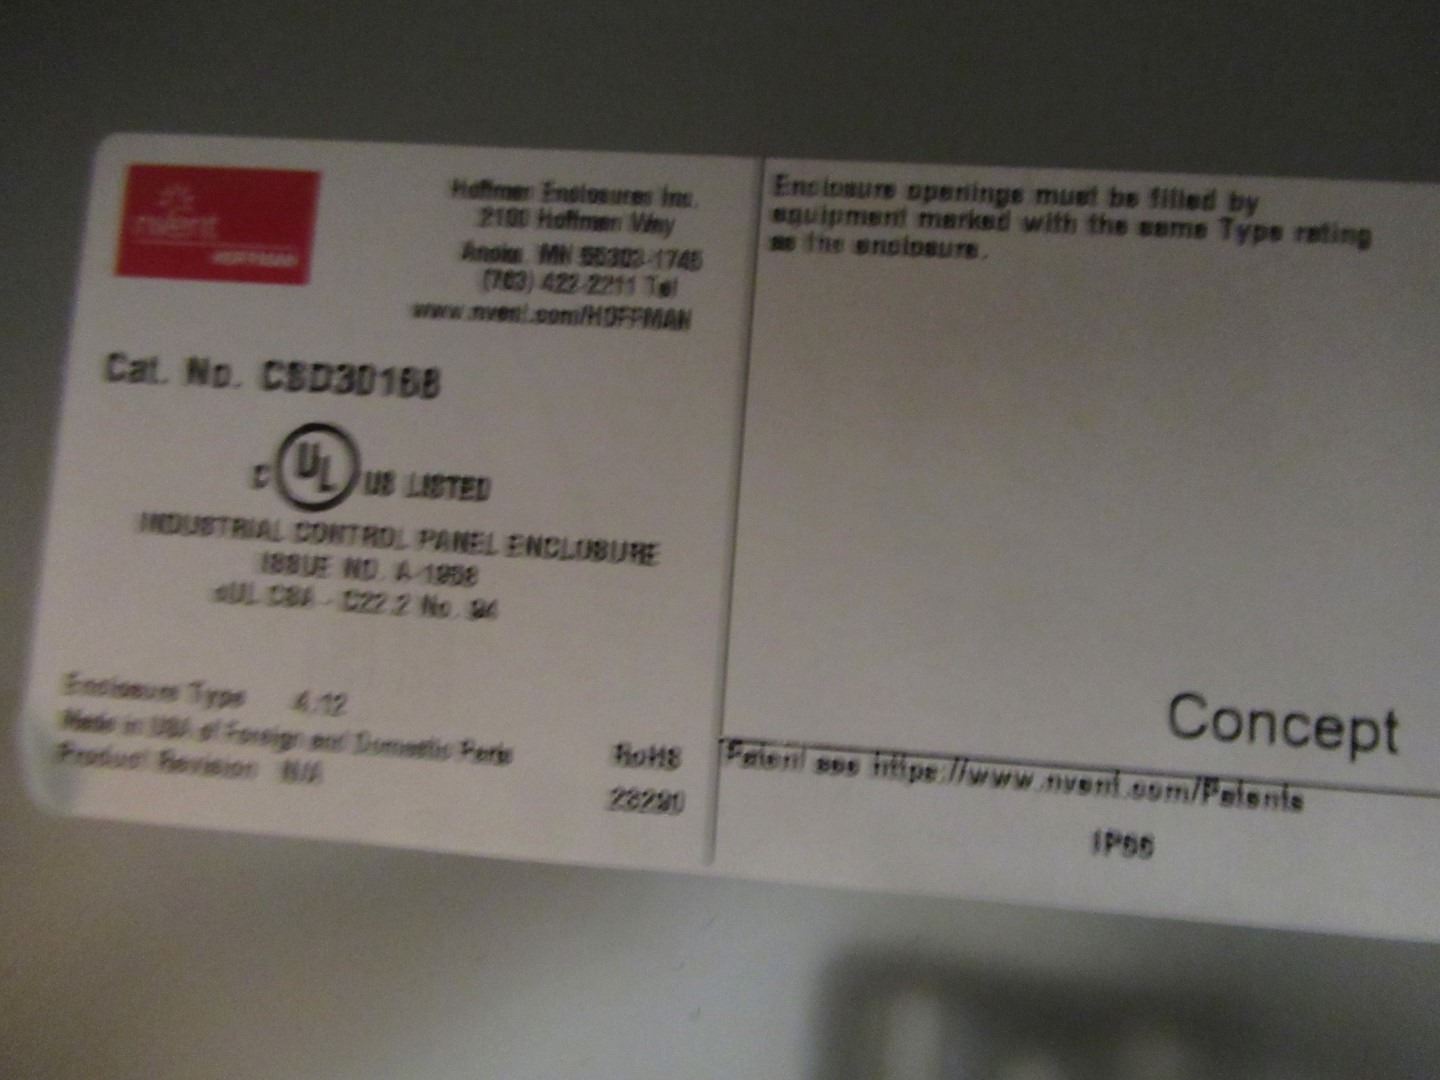 nvent
HOFFMAN
Hoffman Enclosures Inc.
2100 Hoffman Way
Anoka, MN 55303-1745
(763) 422-2211 Tel
www.nvent.com/HOFFMAN
Cat. No. CSD30168
c UL US LISTED
INDUSTRIAL CONTROL PANEL ENCLOSURE
ISSUE NO. A-1968
cUL CSA - C22.2 No. 94
Enclosure Type 4,12
Made in USA of Foreign and Domestic Parts
Product Revision N/A
RoHS
23290
Enclosure openings must be filled by
equipment marked with the same Type rating
as the enclosure.
Concept
Patent see https://www.nvent.com/Patents
IP66